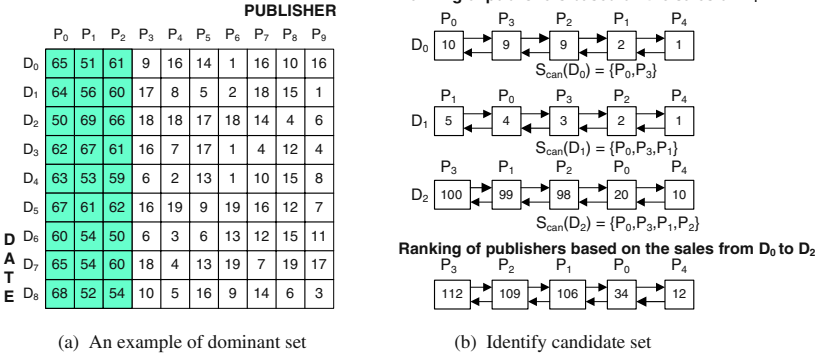 PUBLISHER
P0 P1 P2 P3 P4 P5 P6 P7 P8 P9
D0 65 51 61 9 16 14 1 16 10 16
D1 64 56 60 17 8 5 2 18 15 1
D2 50 69 66 18 18 17 18 14 4 6
D3 62 67 61 16 7 17 1 4 12 4
D4 63 53 59 6 2 13 1 10 15 8
D5 67 61 62 16 19 9 19 16 12 7
D6 60 54 50 6 3 6 13 12 15 11
D7 65 54 60 18 4 13 19 7 19 17
D8 68 52 54 10 5 16 9 14 6 3
DATE
(a) An example of dominant set
of publishers based on the sales
P0 P3 P2 P1 P4
D0 10 9 9 2 1
Scan(D0) = {P0,P3}
P1 P0 P3 P2 P4
D1 5 4 3 2 1
Scan(D1) = {P0,P3,P1}
P3 P1 P2 P0 P4
D2 100 99 98 20 10
Scan(D2) = {P0,P3,P1,P2}
Ranking of publishers based on the sales from D0 to D2
P3 P2 P1 P0 P4
112 109 106 34 12
(b) Identify candidate set